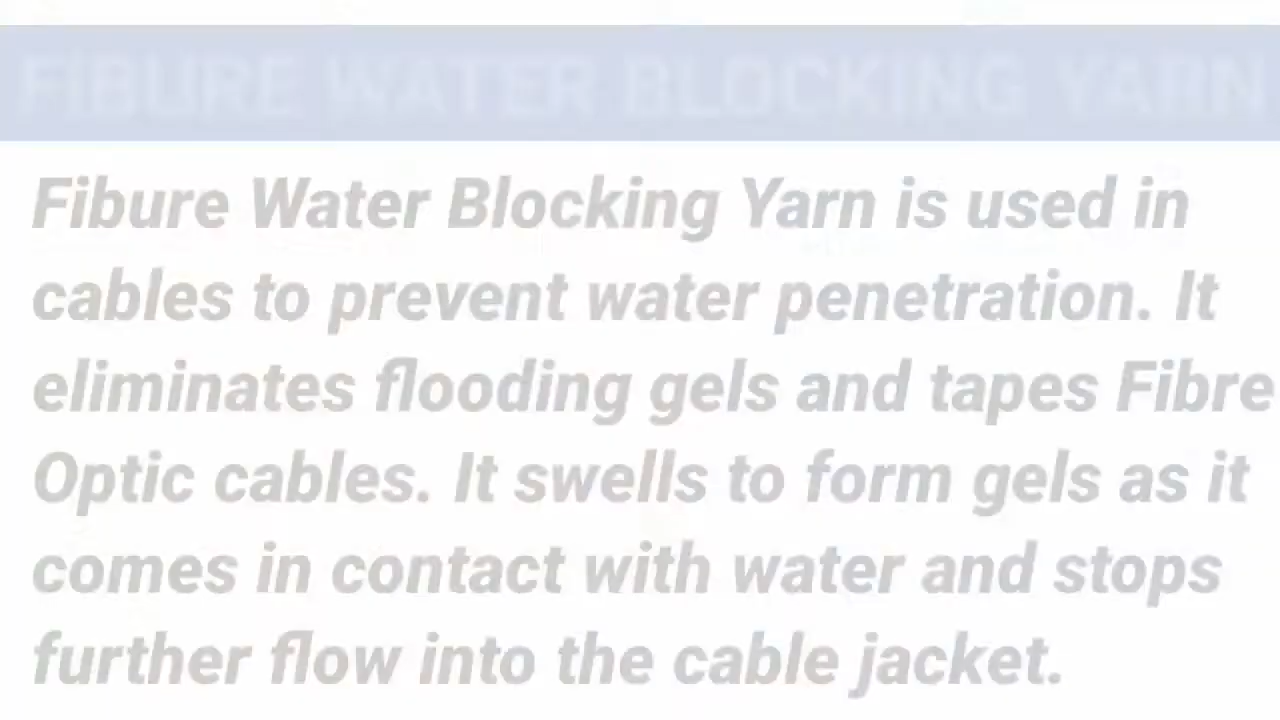 FIBURE WATER BLOCKING YARN
Fibure Water Blocking Yarn is used in
cables to prevent water penetration. It
eliminates flooding gels and tapes Fibre
Optic cables. It swells to form gels as it
comes in contact with water and stops
further flow into the cable jacket.